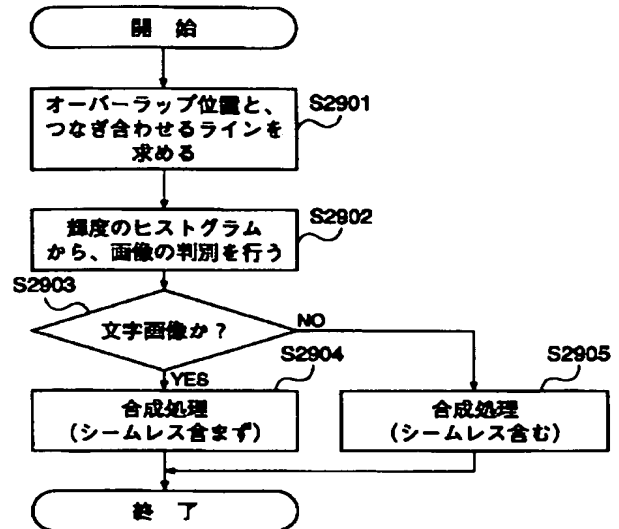 開 始
オーバーラップ位置と、
つなぎ合わせるラインを
求める
S2901
輝度のヒストグラム
から、画像の判別を行う
S2902
S2903
文字画像か？
NO
YES
S2904
合成処理
（シームレス含まず）
S2905
合成処理
（シームレス含む）
終 了